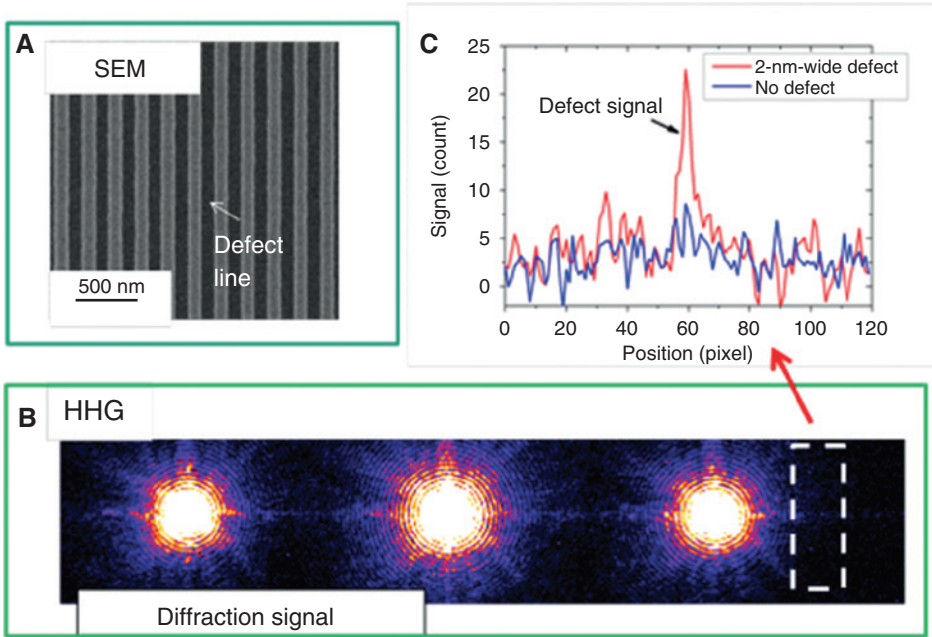 A
SEM
Defect
line
500 nm
C
25
20
15
10
5
0
Signal (count)
2-nm-wide defect
No defect
Defect signal
0 20 40 60 80 100 120
Position (pixel)
B
HHG
Diffraction signal